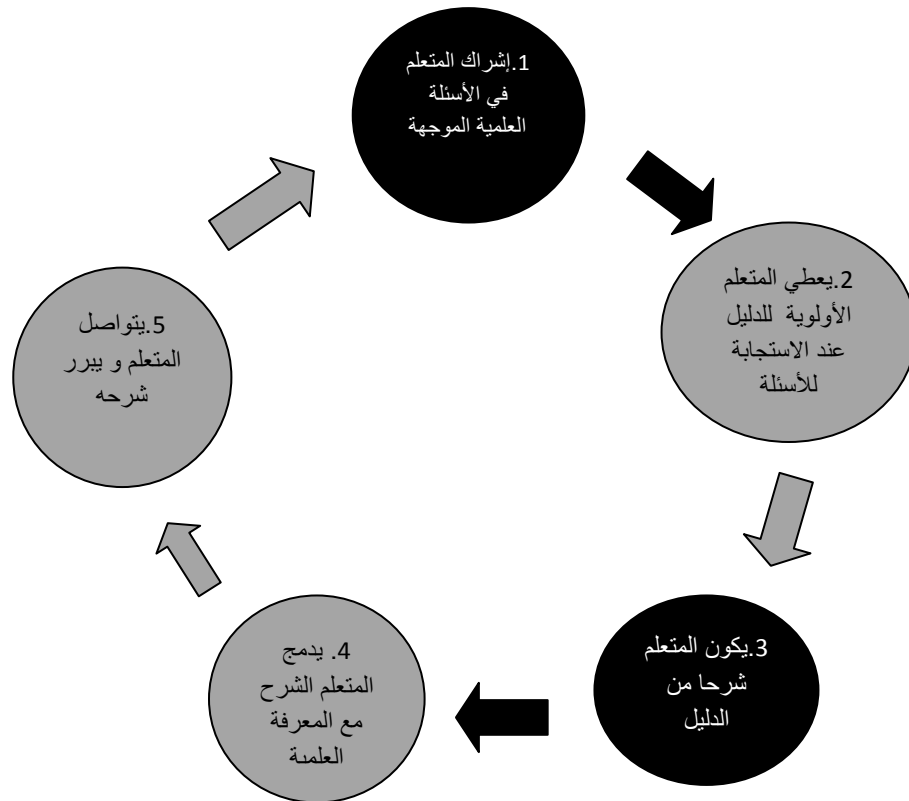 1.إشراك المتعلم
في الأسئلة
العلمية الموجهة
2.يعطي المتعلم
الأولوية للدليل
عند الاستجابة
للأسئلة
3.يكون المتعلم
شرحا من
الدليل
4. يدمج
المتعلم الشرح
مع المعرفة
العلمية
5.يتواصل
المتعلم و يبرر
شرحه